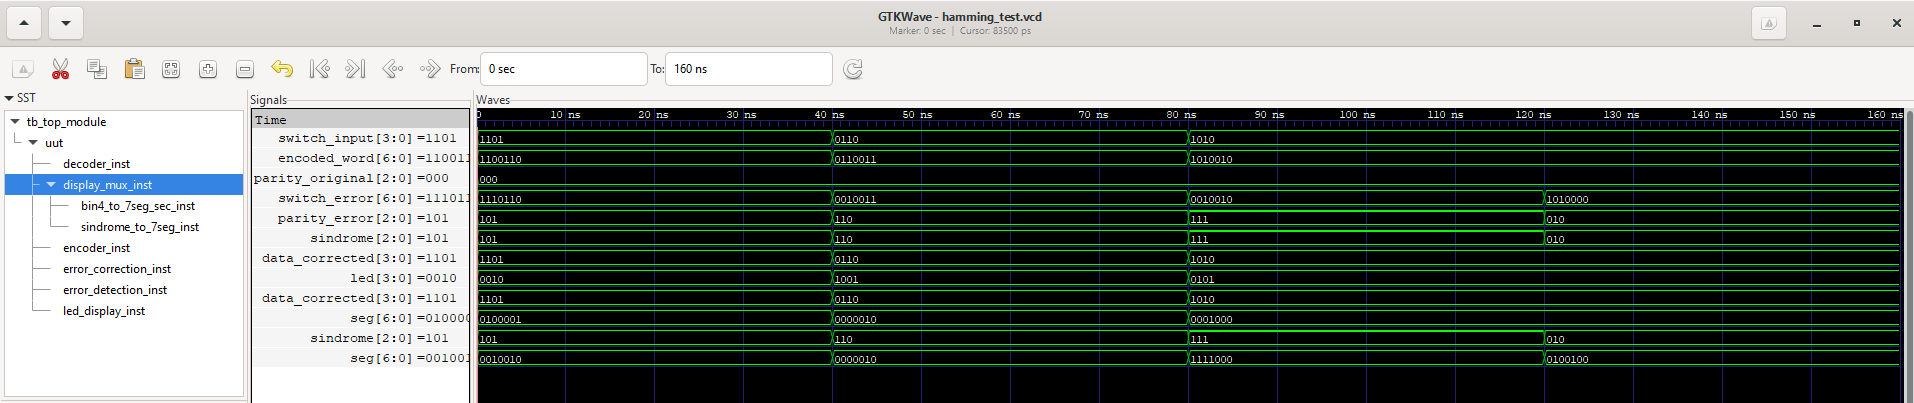 GTKWave - hamming_test.vcd
Marker: 0 sec | Cursor: 83500 ps
From: 0 sec To: 160 ns
SST
tb_top_module
uut
decoder_inst
display_mux_inst
bin4_to_7seg_sec_inst
sindrome_to_7seg_inst
encoder_inst
error_correction_inst
error_detection_inst
led_display_inst
Signals
Time
switch_input[3:0] =1101
encoded_word[6:0] =110011
parity_original[2:0] =000
switch_error[6:0] =111011
parity_error[2:0] =101
sindrome[2:0] =101
data_corrected[3:0] =1101
led[3:0] =0010
data_corrected[3:0] =1101
seg[6:0] =010000
sindrome[2:0] =101
seg[6:0] =001001
Waves
0 10 ns 20 ns 30 ns 40 ns 50 ns 60 ns 70 ns 80 ns 90 ns 100 ns 110 ns 120 ns 130 ns 140 ns 150 ns 160 ns
1101 0110 1010
1100110 0110011 1010010
000
1110110 0010011 0010010 1010000
101 110 111 010
101 110 111 010
1101 0110 1010
0010 1001 0101
1101 0110 1010
0100001 0000010 0001000
101 110 111 010
0010010 0000010 1111000 0100100